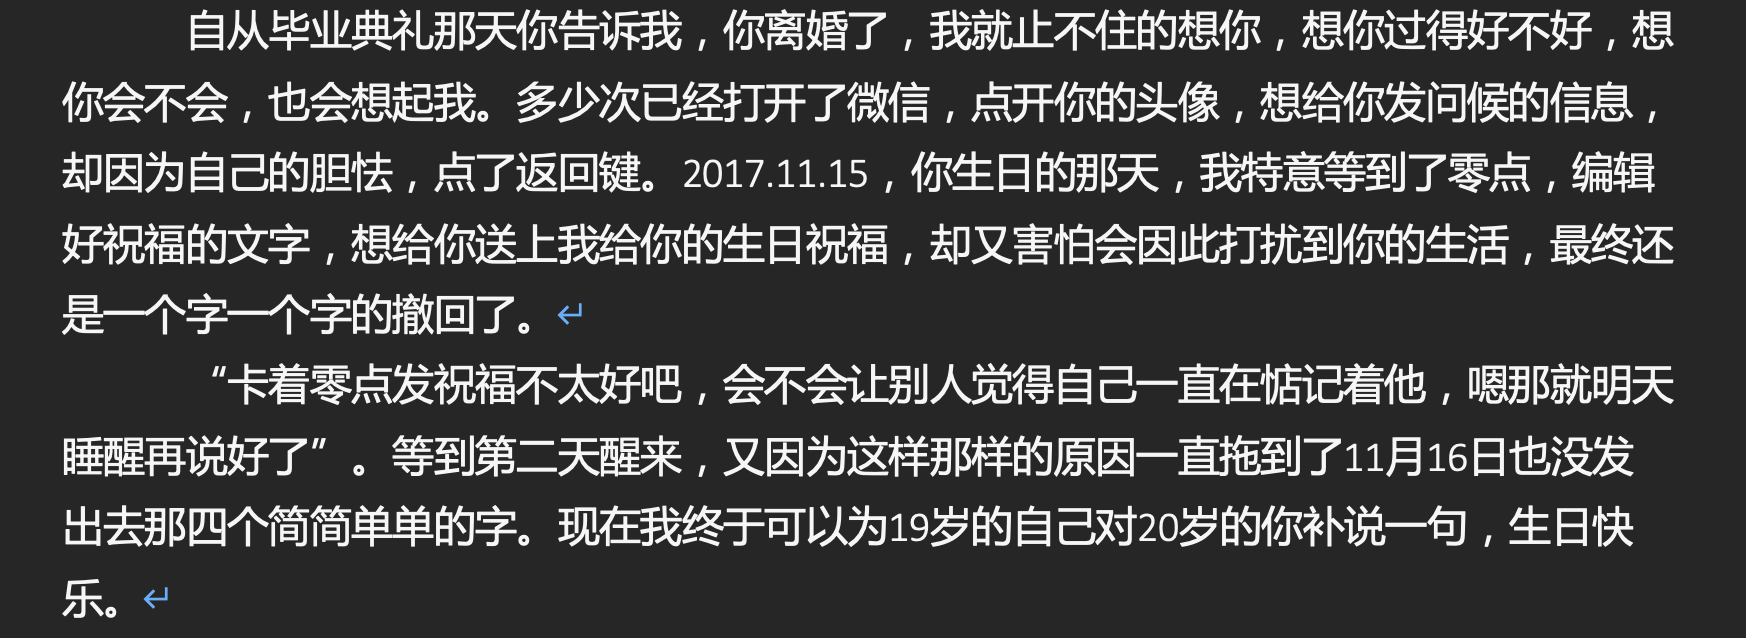 自从毕业典礼那天你告诉我，你离婚了，我就止不住的想你，想你过得好不好，想
你会不会，也会想起我。多少次已经打开了微信，点开你的头像，想给你发问候的信息，
却因为自己的胆怯，点了返回键。2017.11.15，你生日的那天，我特意等到了零点，编辑
好祝福的文字，想给你送上我给你的生日祝福，却又害怕会因此打扰到你的生活，最终还
是一个字一个字的撤回了。
“卡着零点发祝福不太好吧，会不会让别人觉得自己一直在惦记着他，嗯那就明天
睡醒再说好了”。等到第二天醒来，又因为这样那样的原因一直拖到了11月16日也没发
出去那四个简简单单的字。现在我终于可以为19岁的自己对20岁的你补说一句，生日快
乐。